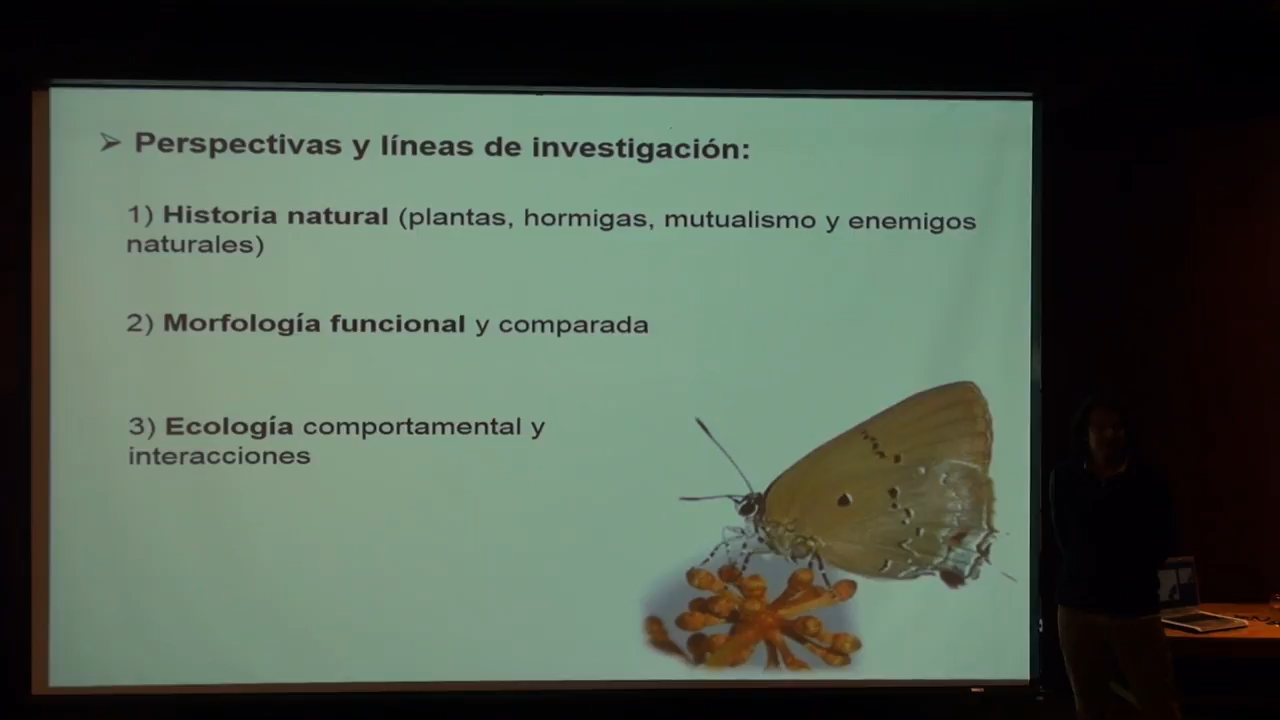 ➢ Perspectivas y líneas de investigación:
1) Historia natural (plantas, hormigas, mutualismo y enemigos
naturales)
2) Morfología funcional y comparada
3) Ecología comportamental y
interacciones